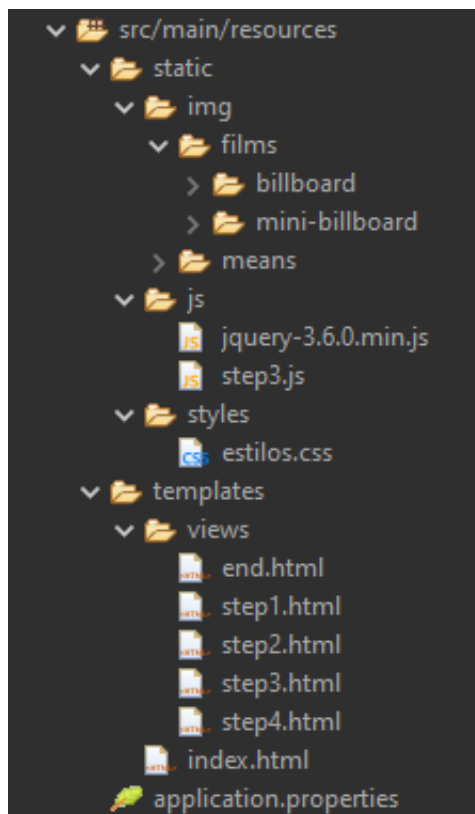 src/main/resources
static
img
films
billboard
mini-billboard
means
js
jquery-3.6.0.min.js
step3.js
styles
estilos.css
templates
views
end.html
step1.html
step2.html
step3.html
step4.html
index.html
application.properties